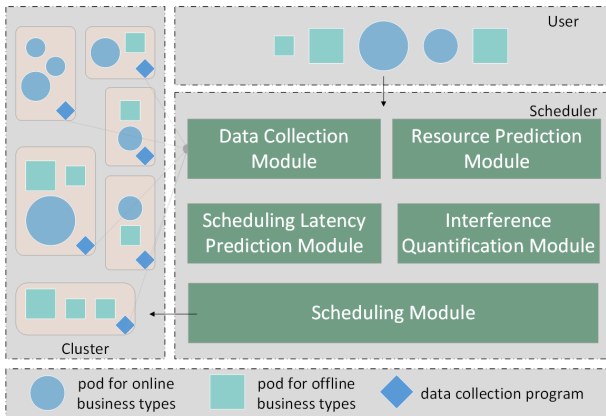 User
Scheduler
Data Collection
Module
Resource Prediction
Module
Scheduling Latency
Prediction Module
Interference
Quantification Module
Scheduling Module
Cluster
pod for online
business types
pod for offline
business types
data collection program